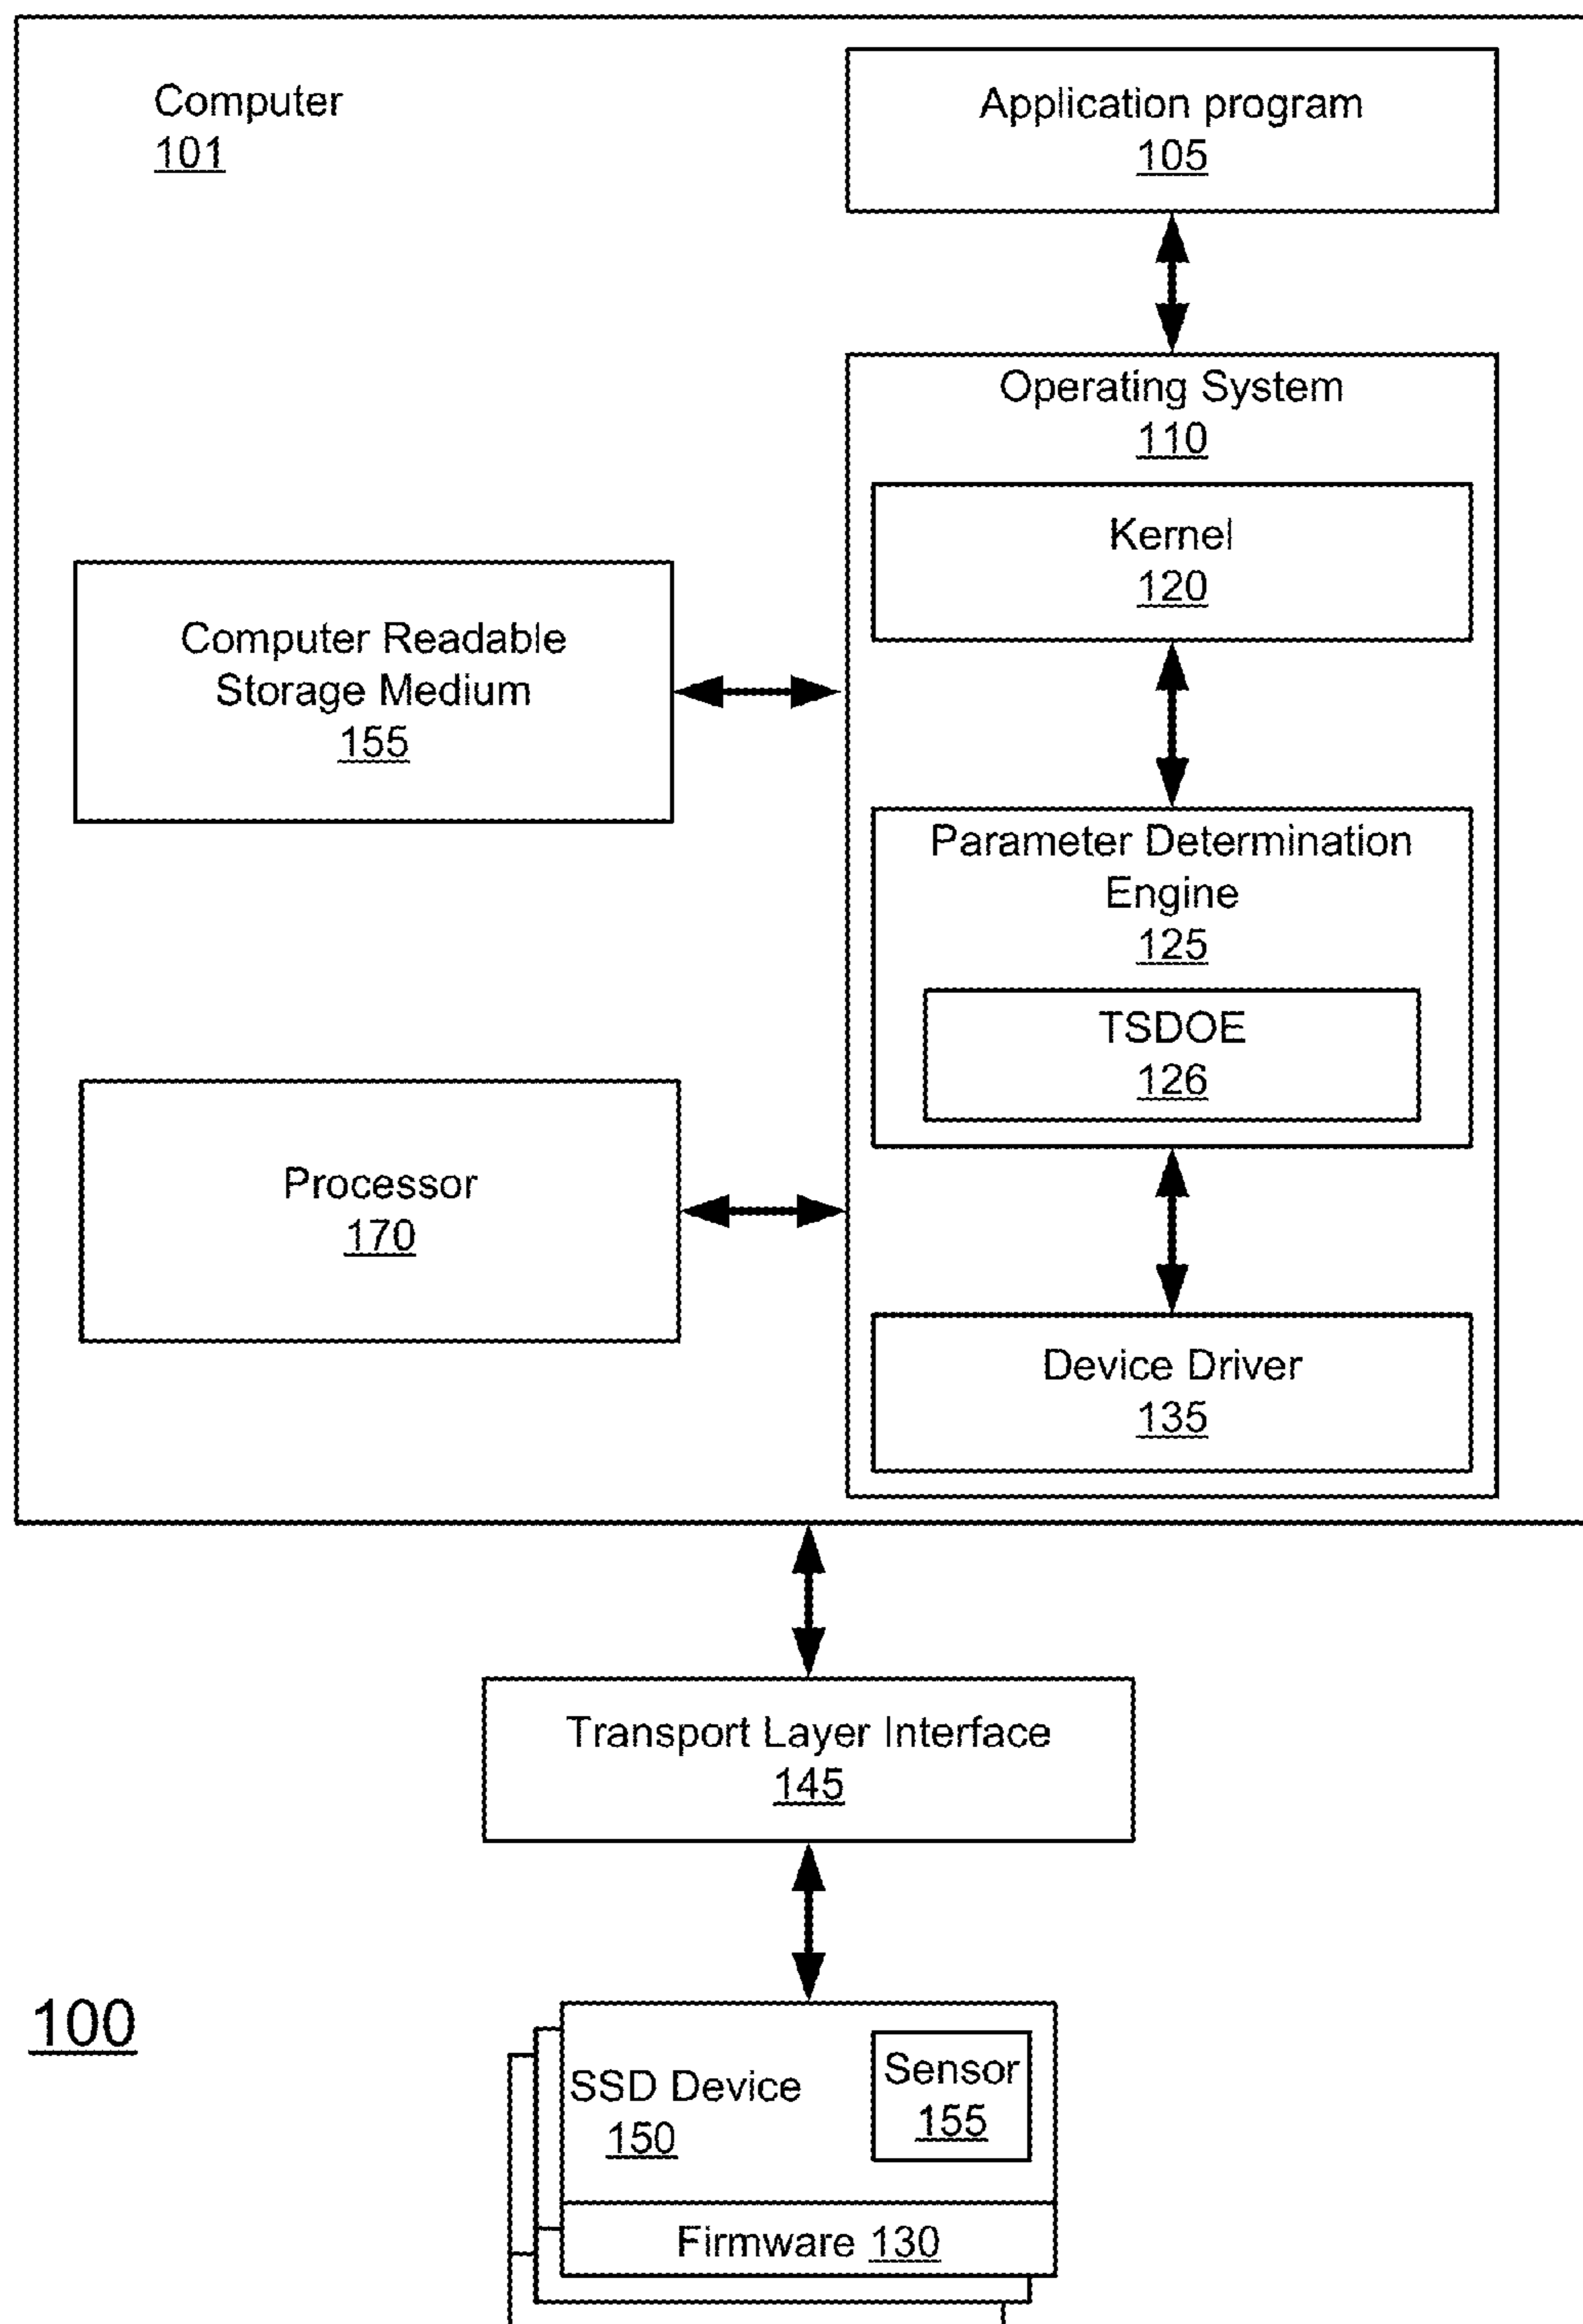 Computer
101
Application program
105
Operating System
110
Kernel
120
Computer Readable
Storage Medium
155
Parameter Determination
Engine
125
TSDOE
126
Processor
170
Device Driver
135
Transport Layer Interface
145
100
SSD Device
150
Sensor
155
Firmware 130